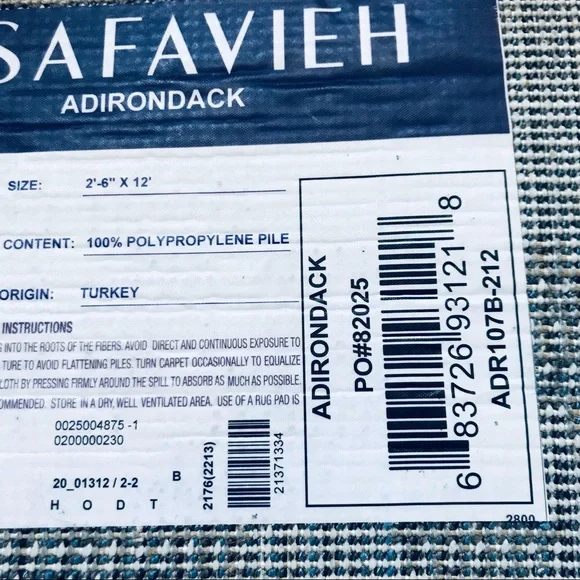 SAFAVIEH
ADIRONDACK
SIZE: 2'-6" X 12'
CONTENT: 100% POLYPROPYLENE PILE
ORIGIN: TURKEY
INSTRUCTIONS
INTO THE ROOTS OF THE FIBERS. AVOID DIRECT AND CONTINUOUS EXPOSURE TO
TURE TO AVOID FLATTENING PILES. TURN CARPET OCCASIONALLY TO EQUALIZE
LOTH BY PRESSING FIRMLY AROUND THE SPILL TO ABSORB AS MUCH AS POSSIBLE.
OMMENDED. STORE IN A DRY, WELL VENTILATED AREA. USE OF A RUG PAD IS
0025004875 -1
0200000230
20_01312 / 2-2 B
H O D T
2176(2213)
21371334
ADIRONDACK
PO#82025
6 83726 93121 8
ADR107B-212
2800